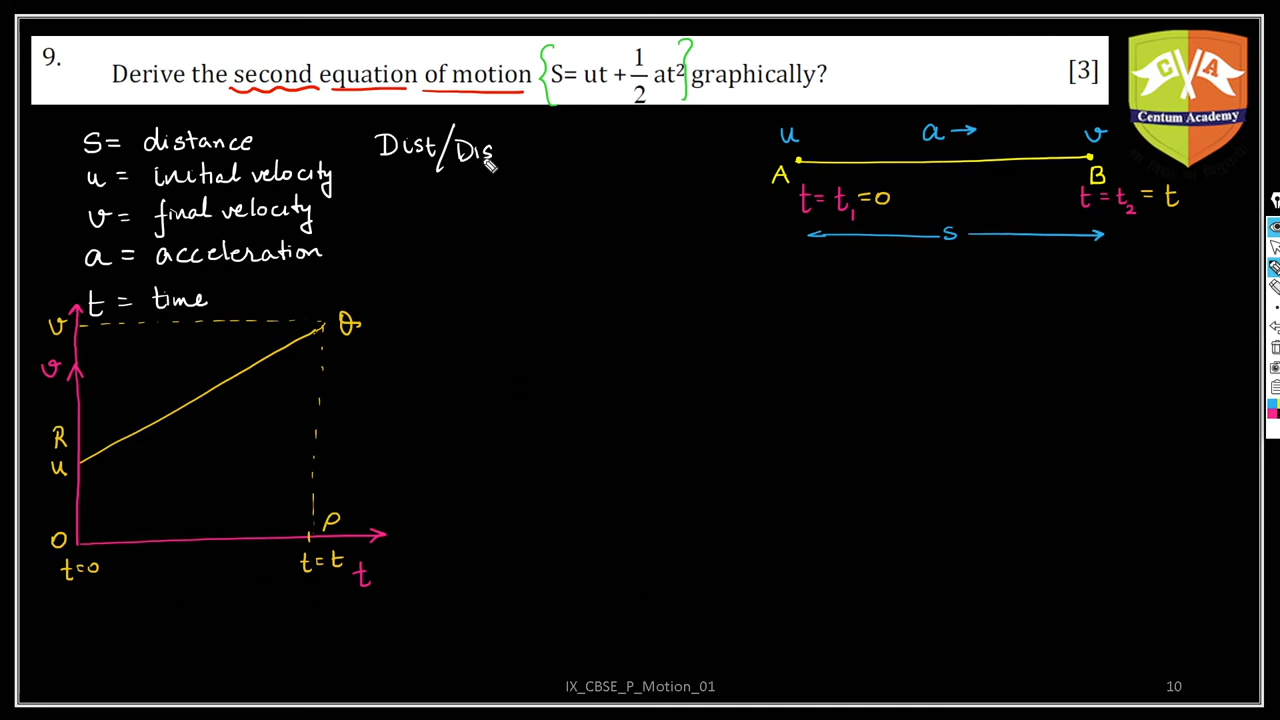 9. Derive the second equation of motion {S= ut + 1/2 at²} graphically? [3]
C A
Centum Academy
S= distance
u = initial velocity
v = final velocity
a = acceleration
t = time
Dist/Dis
u a → v
A B
t = t₁ = 0 t = t₂ = t
s
v Q
v
R
u
O P
t=0 t=t t
IX_CBSE_P_Motion_01 10